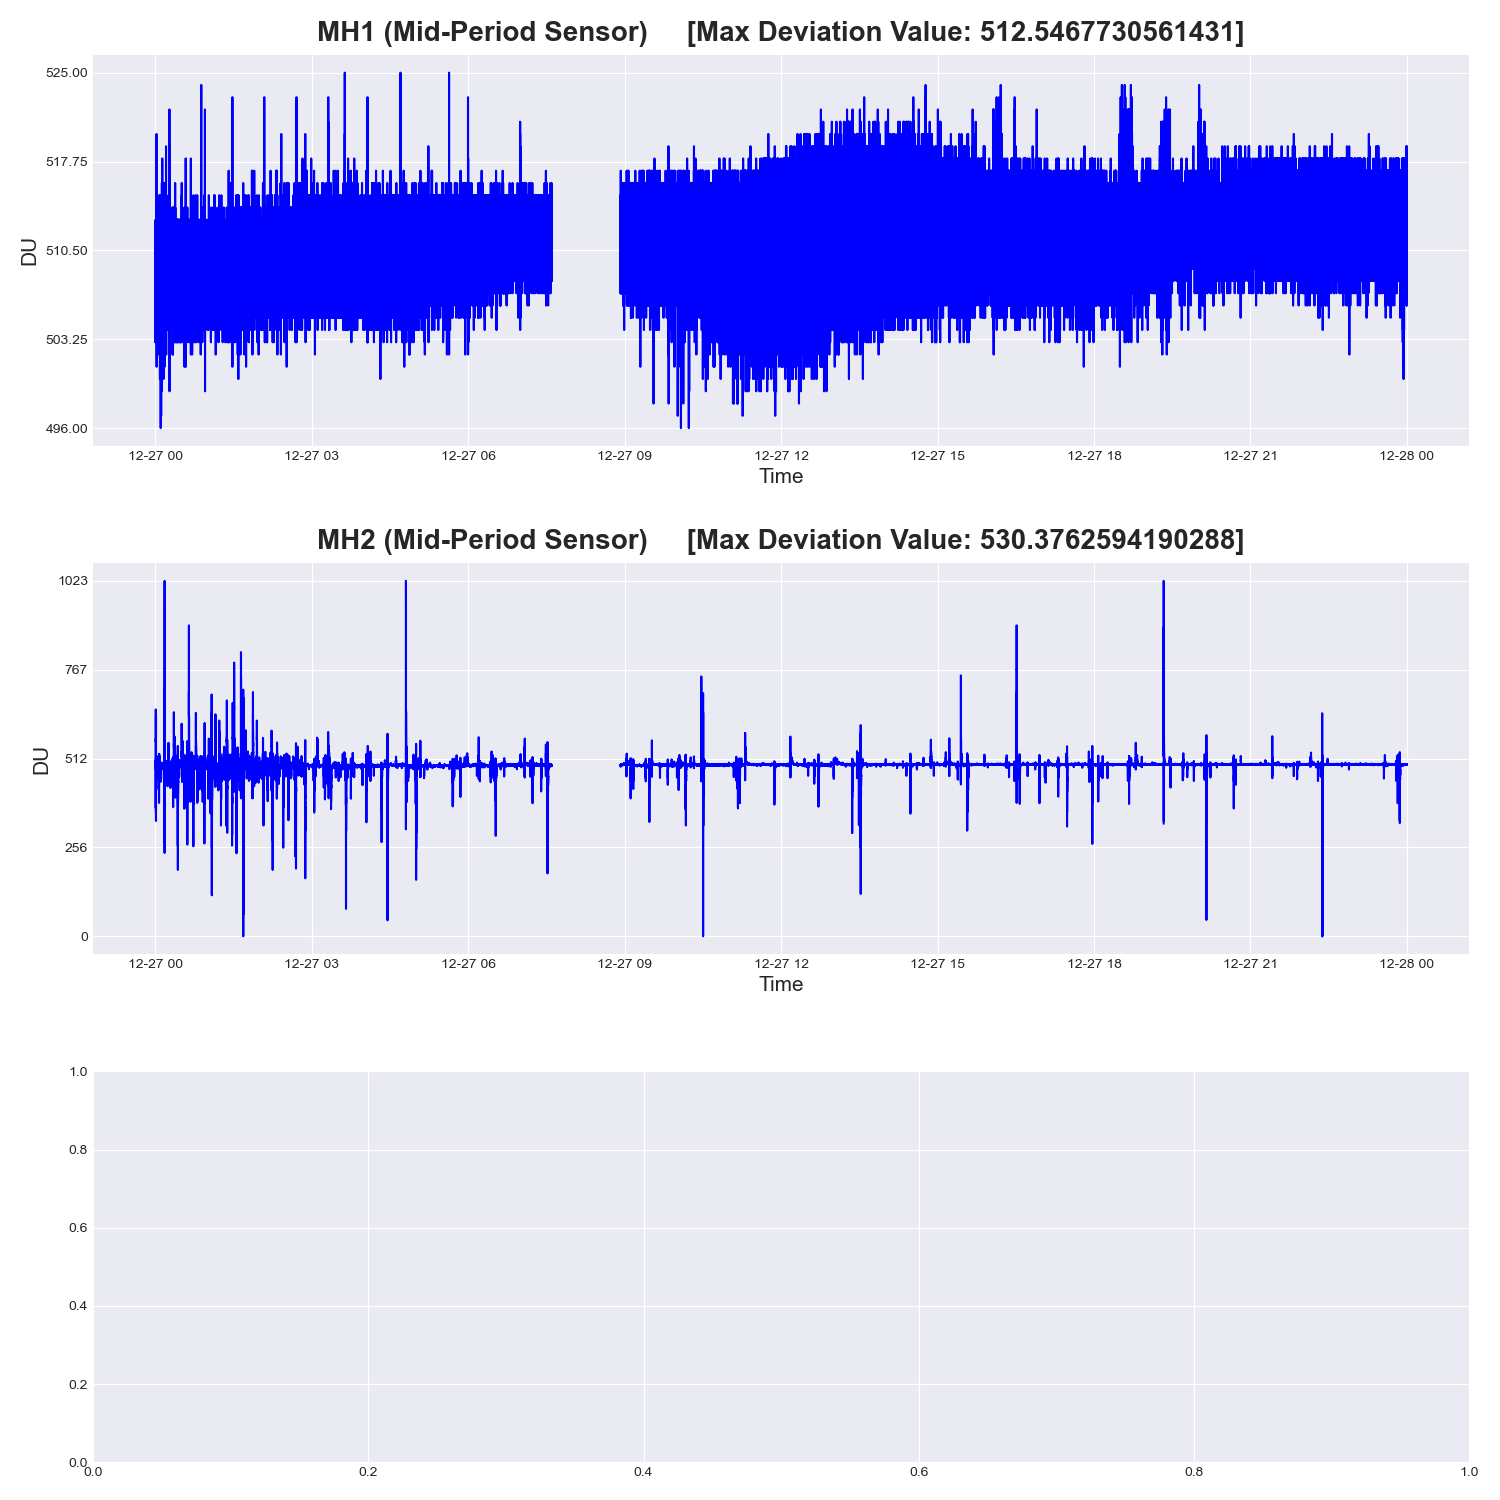 MH1 (Mid-Period Sensor) [Max Deviation Value: 512.5467730561431]
525.00
517.75
510.50
503.25
496.00
DU
12-27 00 12-27 03 12-27 06 12-27 09 12-27 12 12-27 15 12-27 18 12-27 21 12-28 00
Time
MH2 (Mid-Period Sensor) [Max Deviation Value: 530.3762594190288]
1023
767
512
256
0
DU
12-27 00 12-27 03 12-27 06 12-27 09 12-27 12 12-27 15 12-27 18 12-27 21 12-28 00
Time
1.0
0.8
0.6
0.4
0.2
0.0
0.0 0.2 0.4 0.6 0.8 1.0